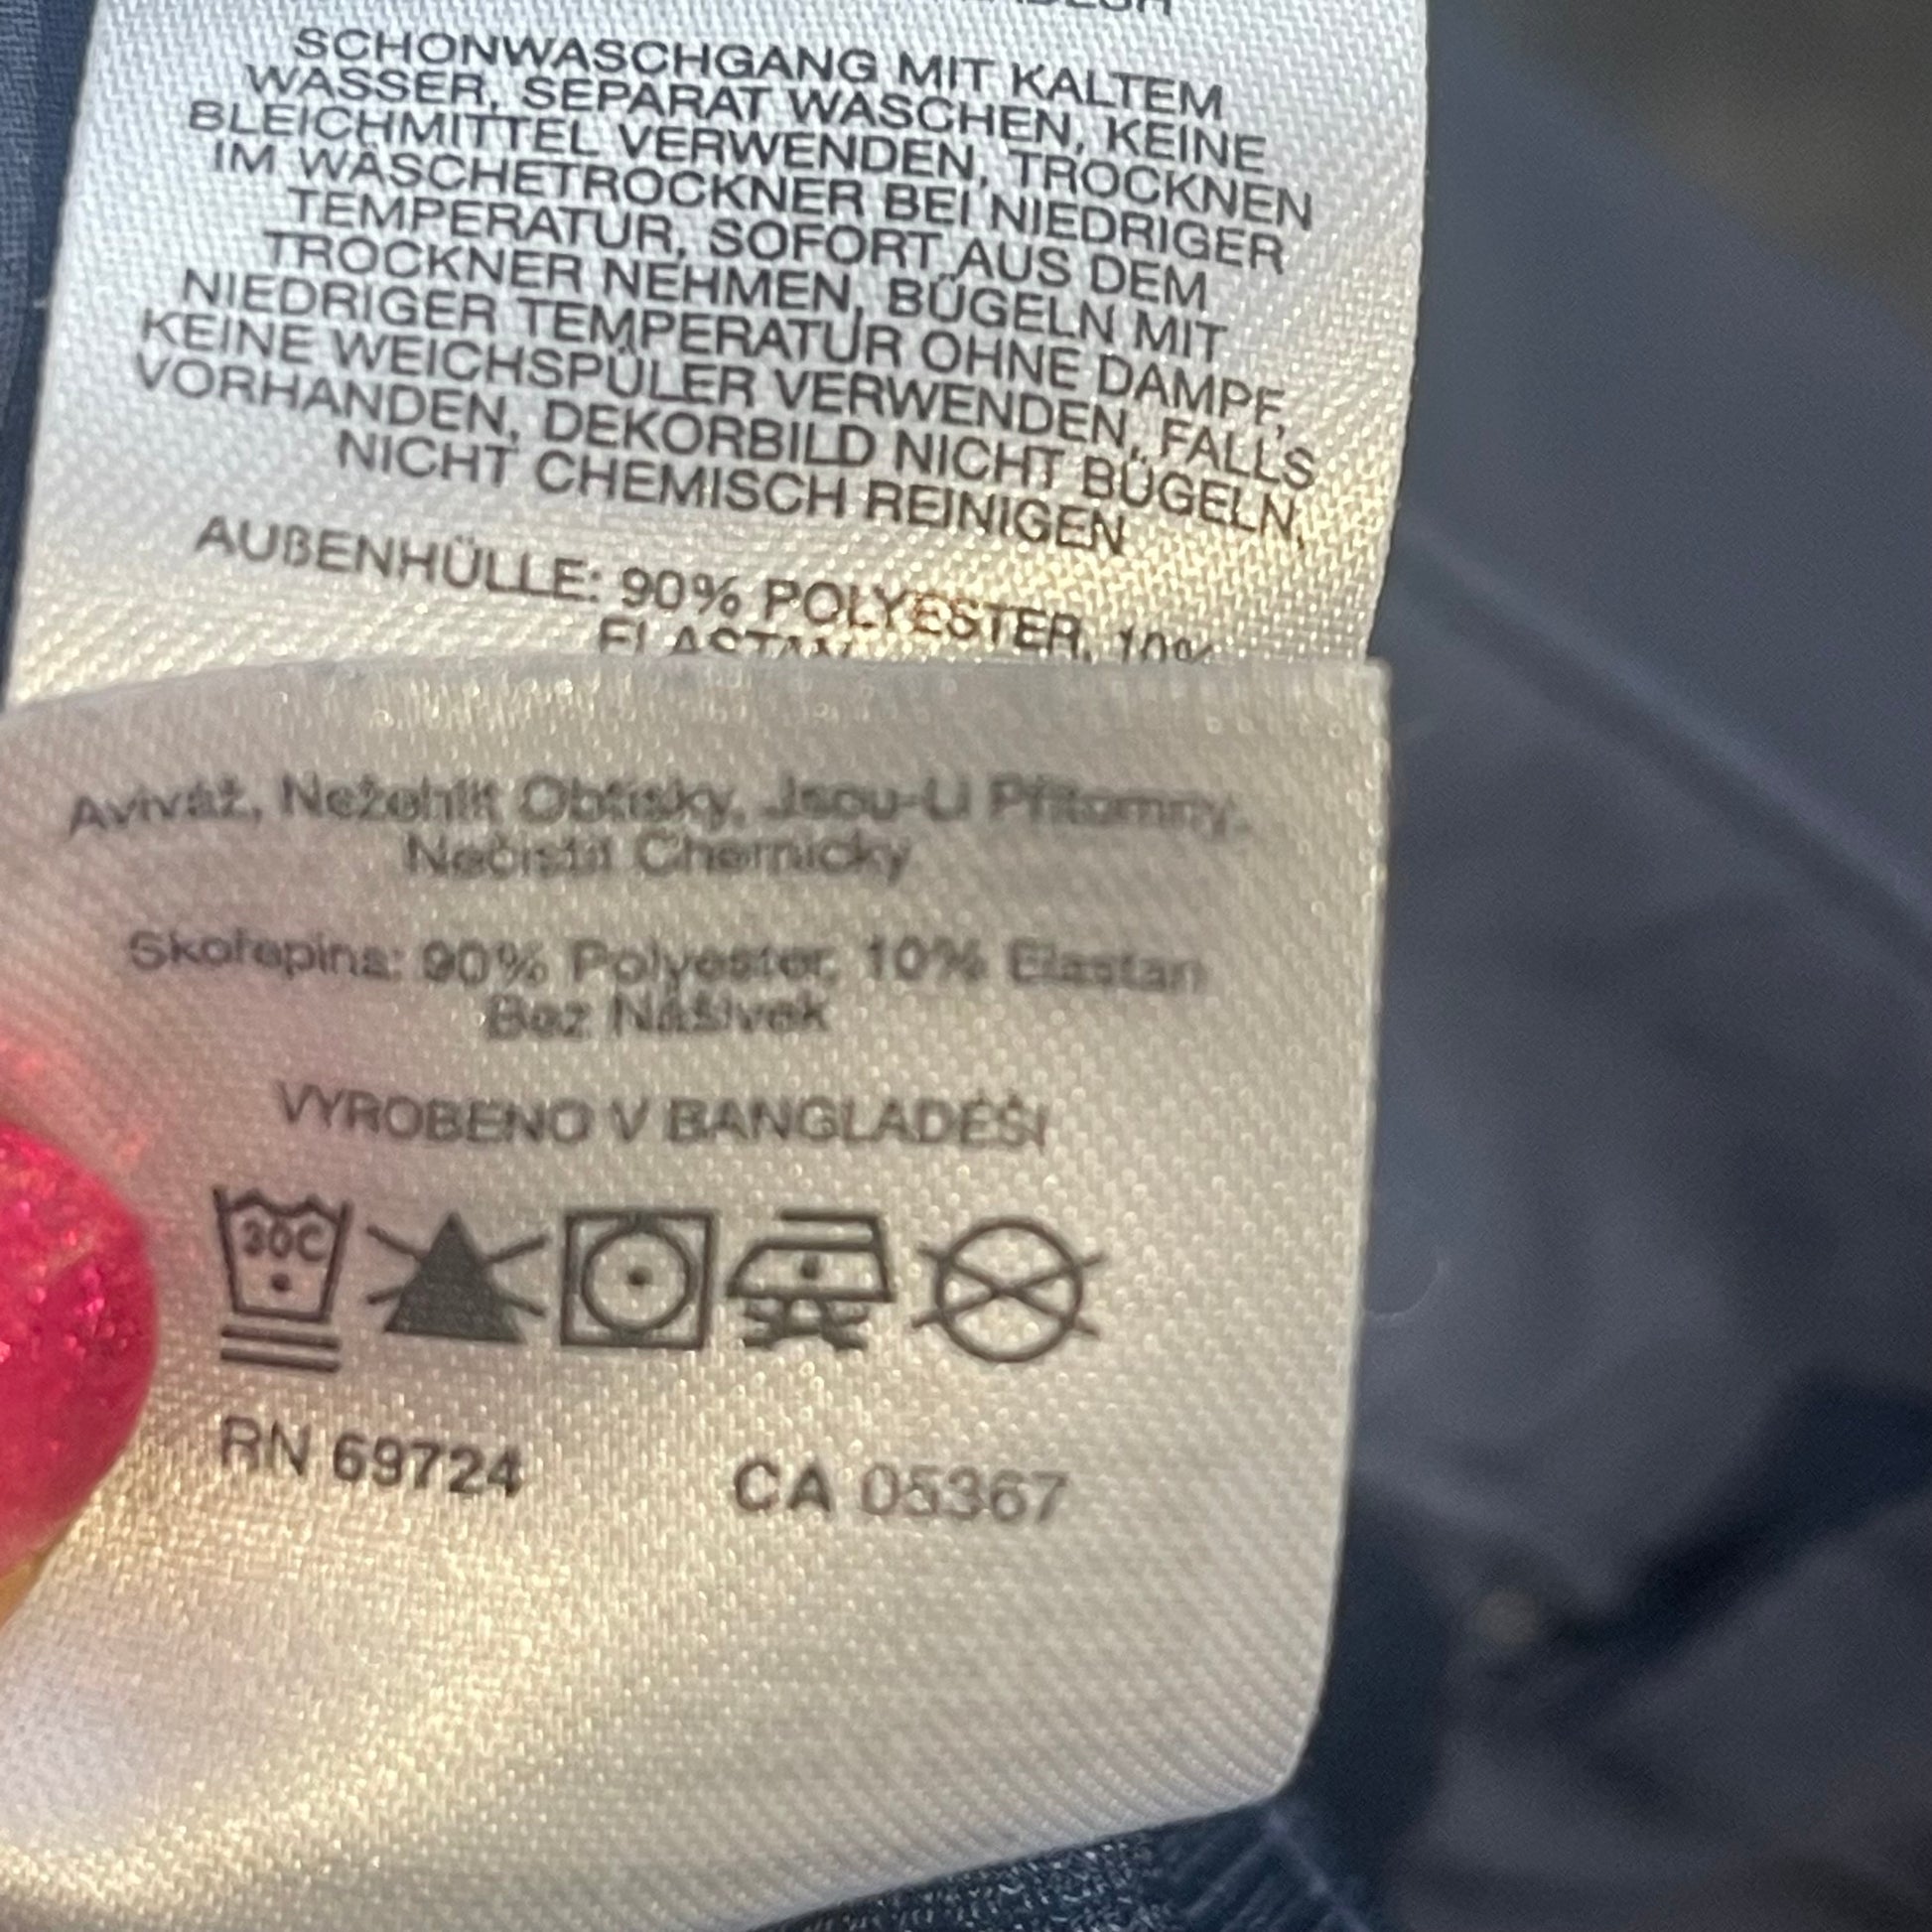 SCHONWASCHGANG MIT KALTEM
WASSER, SEPARAT WASCHEN, KEINE
BLEICHMITTEL VERWENDEN, TROCKNEN
IM WÄSCHETROCKNER BEI NIEDRIGER
TEMPERATUR, SOFORT AUS DEM
TROCKNER NEHMEN, BÜGELN MIT
NIEDRIGER TEMPERATUR OHNE DAMPF,
KEINE WEICHSPÜLER VERWENDEN, FALLS
VORHANDEN, DEKORBILD NICHT BÜGELN,
NICHT CHEMISCH REINIGEN
AUßENHÜLLE: 90% POLYESTER, 10%
ELASTAN
Aviváž, Nežehlit Obtisky, Jsou-Li Přítomny,
Nečistit Chemicky
Skořepina: 90% Polyester, 10% Elastan
Bez Nášivek
VYROBENO V BANGLADÉŠI
30C
RN 69724 CA 05367